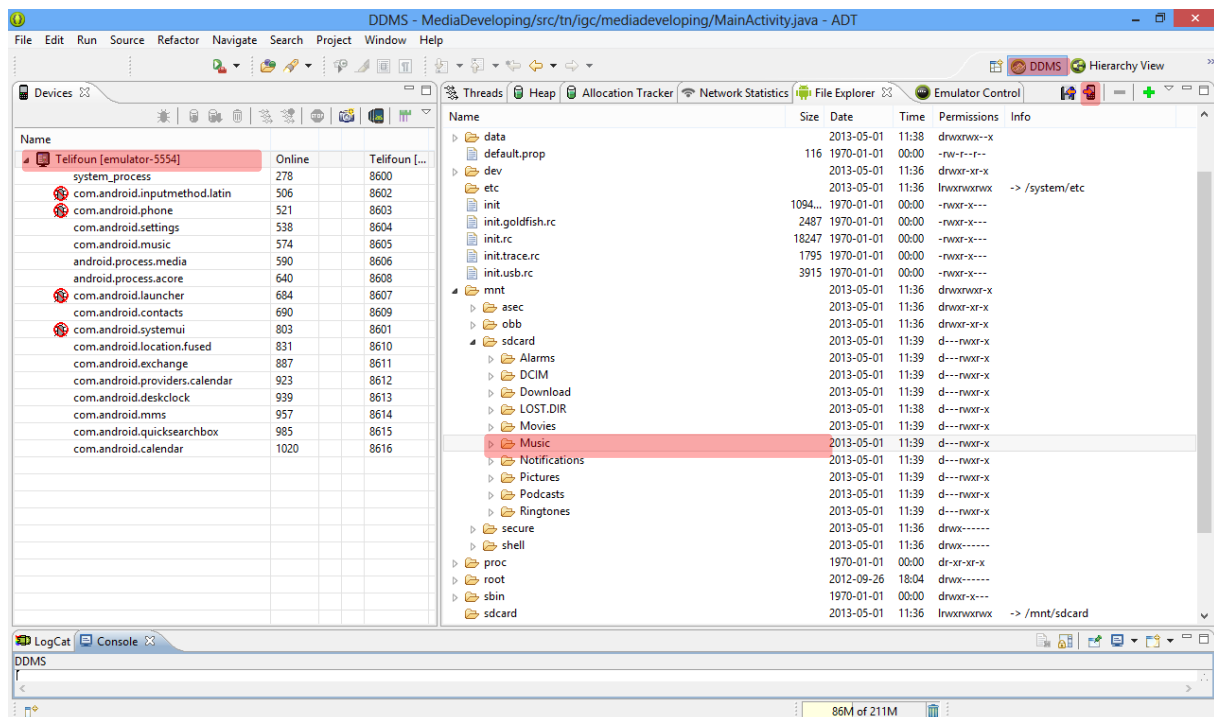 DDMS - MediaDeveloping/src/tn/igc/mediadeveloping/MainActivity.java - ADT
File Edit Run Source Refactor Navigate Search Project Window Help
DDMS Hierarchy View
Devices
Name
Telifoun [emulator-5554] Online Telifoun [...
system_process 278 8600
com.android.inputmethod.latin 506 8602
com.android.phone 521 8603
com.android.settings 538 8604
com.android.music 574 8605
android.process.media 590 8606
android.process.acore 640 8608
com.android.launcher 684 8607
com.android.contacts 690 8609
com.android.systemui 803 8601
com.android.location.fused 831 8610
com.android.exchange 887 8611
com.android.providers.calendar 923 8612
com.android.deskclock 939 8613
com.android.mms 957 8614
com.android.quicksearchbox 985 8615
com.android.calendar 1020 8616
Threads Heap Allocation Tracker Network Statistics File Explorer Emulator Control
Name Size Date Time Permissions Info
data 2013-05-01 11:38 drwxrwx--x
default.prop 116 1970-01-01 00:00 -rw-r--r--
dev 2013-05-01 11:36 drwxr-xr-x
etc 2013-05-01 11:36 lrwxrwxrwx -> /system/etc
init 1094... 1970-01-01 00:00 -rwxr-x---
init.goldfish.rc 2487 1970-01-01 00:00 -rwxr-x---
init.rc 18247 1970-01-01 00:00 -rwxr-x---
init.trace.rc 1795 1970-01-01 00:00 -rwxr-x---
init.usb.rc 3915 1970-01-01 00:00 -rwxr-x---
mnt 2013-05-01 11:36 drwxrwxr-x
asec 2013-05-01 11:36 drwxr-xr-x
obb 2013-05-01 11:36 drwxr-xr-x
sdcard 2013-05-01 11:39 d---rwxr-x
Alarms 2013-05-01 11:39 d---rwxr-x
DCIM 2013-05-01 11:39 d---rwxr-x
Download 2013-05-01 11:39 d---rwxr-x
LOST.DIR 2013-05-01 11:38 d---rwxr-x
Movies 2013-05-01 11:39 d---rwxr-x
Music 2013-05-01 11:39 d---rwxr-x
Notifications 2013-05-01 11:39 d---rwxr-x
Pictures 2013-05-01 11:39 d---rwxr-x
Podcasts 2013-05-01 11:39 d---rwxr-x
Ringtones 2013-05-01 11:39 d---rwxr-x
secure 2013-05-01 11:36 drwx------
shell 2013-05-01 11:36 drwx------
proc 1970-01-01 00:00 dr-xr-xr-x
root 2012-09-26 18:04 drwx------
sbin 1970-01-01 00:00 drwxr-x---
sdcard 2013-05-01 11:36 lrwxrwxrwx -> /mnt/sdcard
LogCat Console
DDMS
86M of 211M